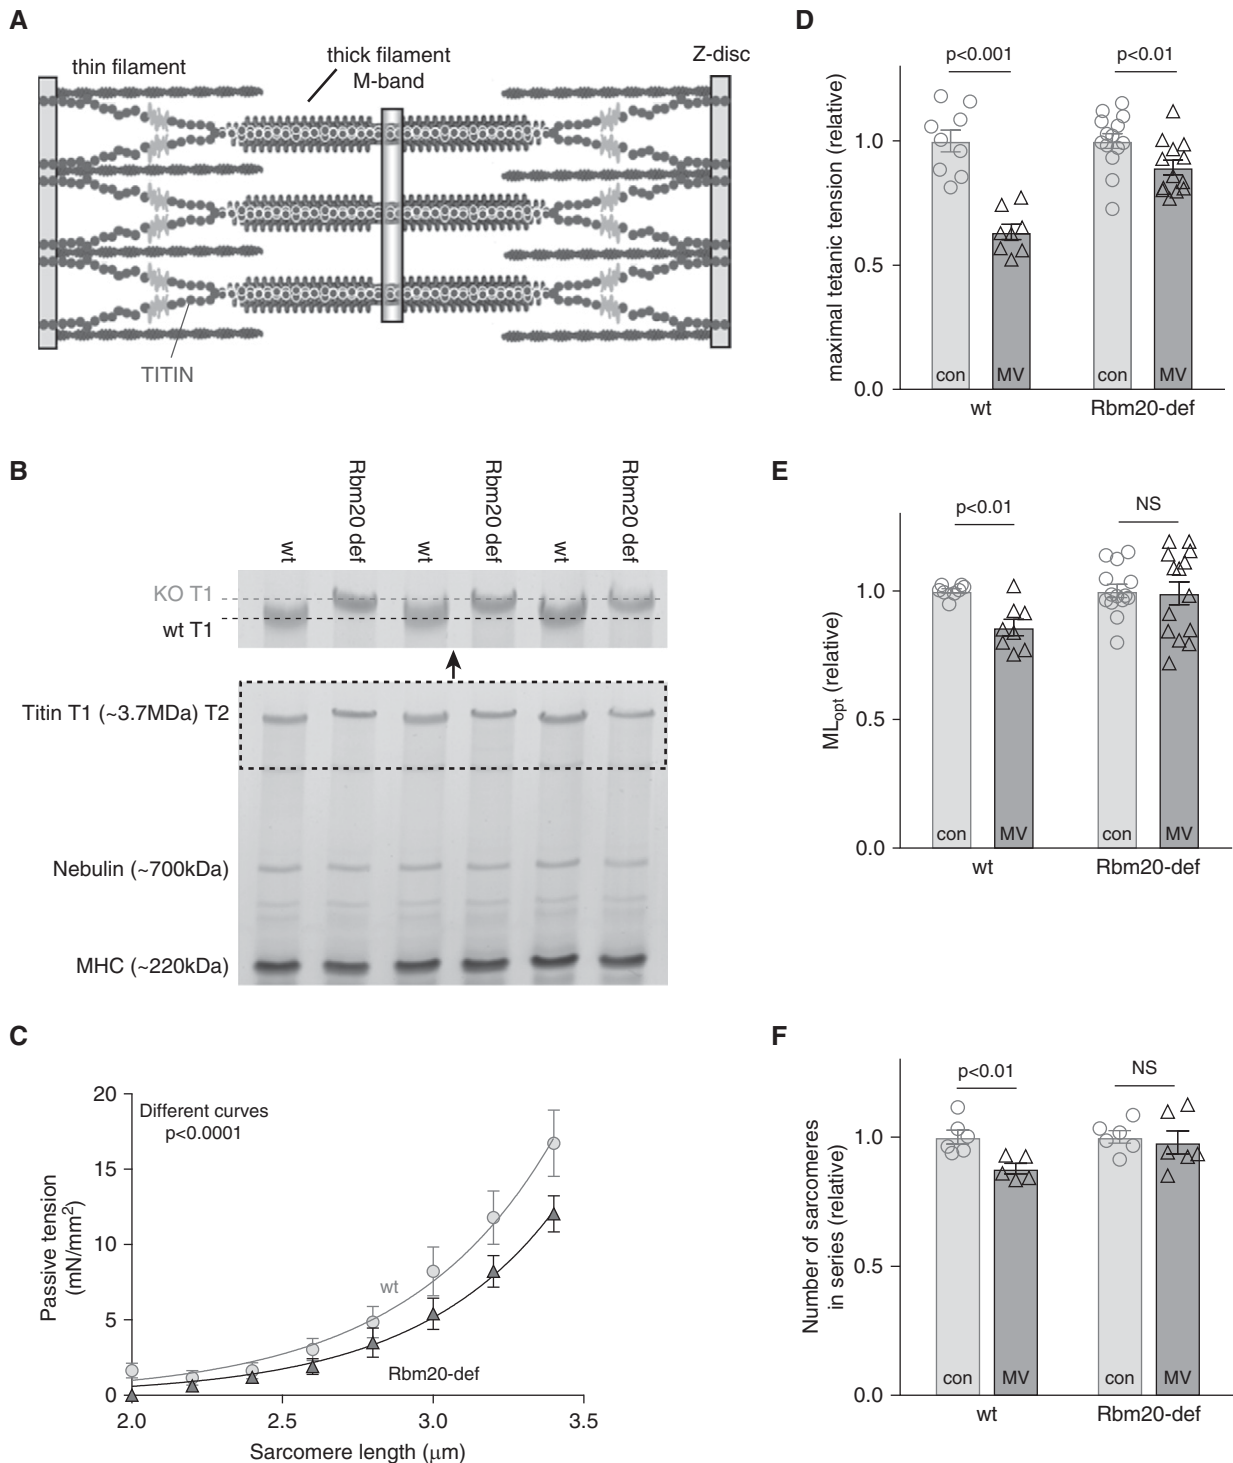 A
thin filament
thick filament
M-band
Z-disc
TITIN
B
wt
Rbm20 def
wt
Rbm20 def
wt
Rbm20 def
KO T1
wt T1
Titin T1 (~3.7MDa) T2
Nebulin (~700kDa)
MHC (~220kDa)
C
20
15
10
5
0
Passive tension
(mN/mm²)
Different curves
p<0.0001
wt
Rbm20-def
2.0
2.5
3.0
3.5
Sarcomere length (μm)
D
p<0.001
p<0.01
maximal tetanic tension (relative)
1.0
0.5
0.0
con
MV
con
MV
wt
Rbm20-def
E
p<0.01
NS
MLopt (relative)
1.0
0.5
0.0
con
MV
con
MV
wt
Rbm20-def
F
p<0.01
NS
Number of sarcomeres
in series (relative)
1.0
0.5
0.0
con
MV
con
MV
wt
Rbm20-def